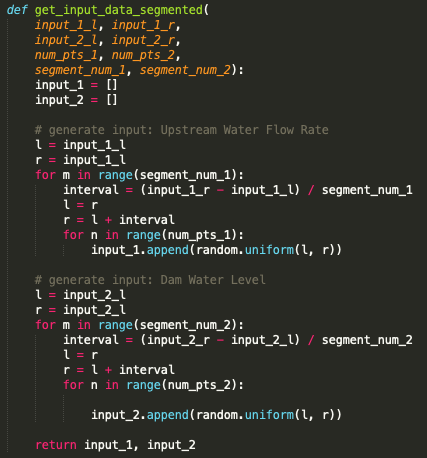 def get_input_data_segmented(
    input_1_l, input_1_r,
    input_2_l, input_2_r,
    num_pts_1, num_pts_2,
    segment_num_1, segment_num_2):
    input_1 = []
    input_2 = []

    # generate input: Upstream Water Flow Rate
    l = input_1_l
    r = input_1_l
    for m in range(segment_num_1):
        interval = (input_1_r - input_1_l) / segment_num_1
        l = r
        r = l + interval
        for n in range(num_pts_1):
            input_1.append(random.uniform(l, r))

    # generate input: Dam Water Level
    l = input_2_l
    r = input_2_l
    for m in range(segment_num_2):
        interval = (input_2_r - input_2_l) / segment_num_2
        l = r
        r = l + interval
        for n in range(num_pts_2):

            input_2.append(random.uniform(l, r))

    return input_1, input_2